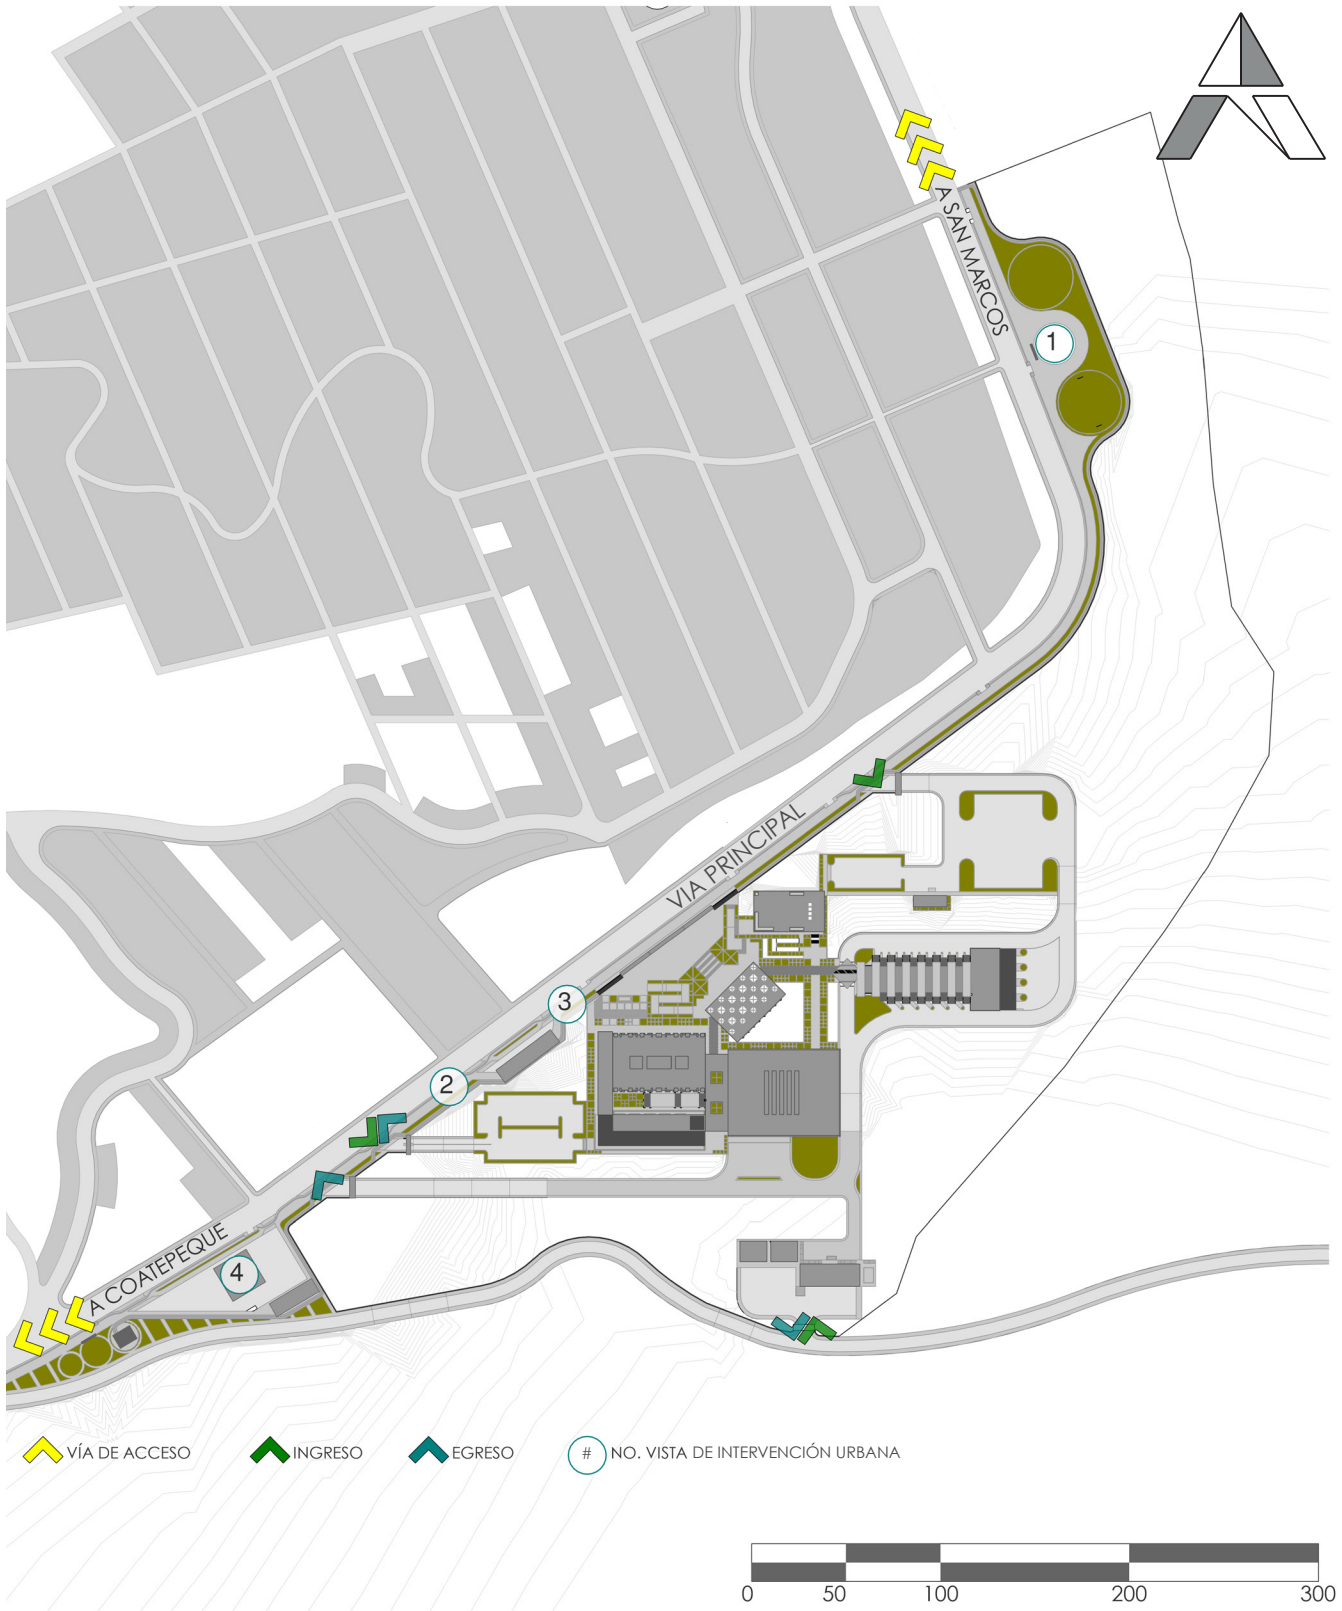 A SAN MARCOS
1
VIA PRINCIPAL
3
2
4
A COATEPEQUE
VÍA DE ACCESO
INGRESO
EGRESO
# NO. VISTA DE INTERVENCIÓN URBANA
0 50 100 200 300